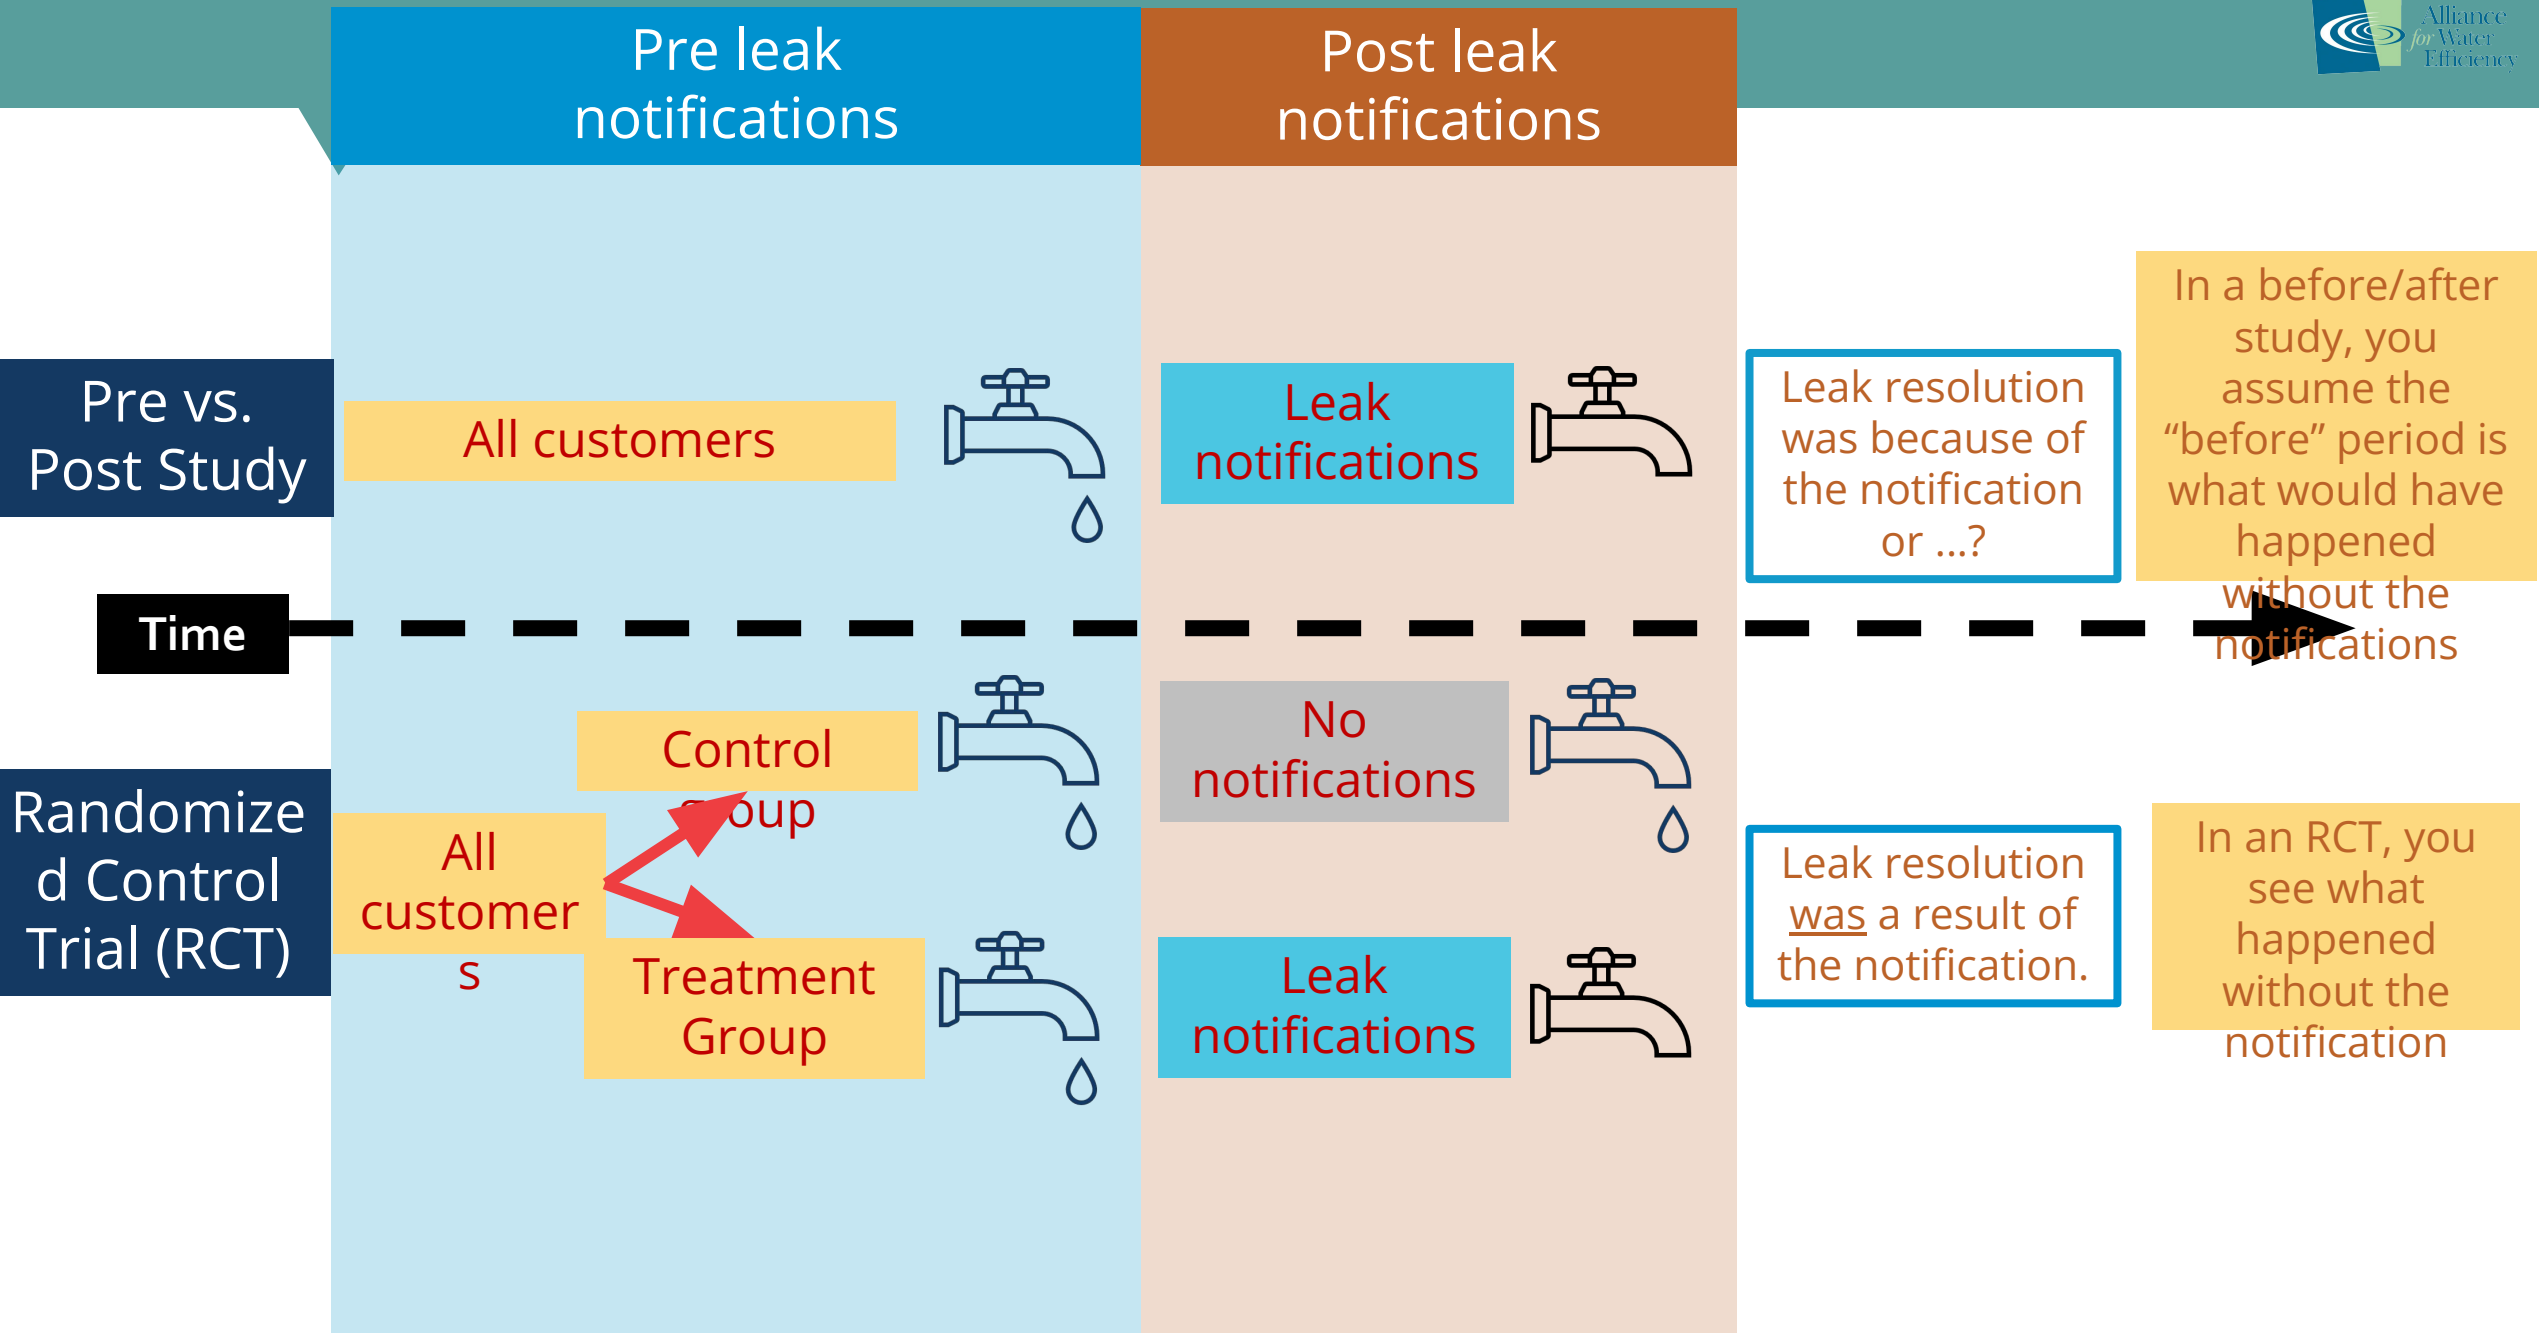 Pre leak
notifications
Post leak
notifications
Alliance
for Water
Efficiency
Pre vs.
Post Study
All customers
Leak
notifications
Leak resolution
was because of
the notification
or ...?
In a before/after
study, you
assume the
“before” period is
what would have
happened
without the
notifications
Time
Randomize
d Control
Trial (RCT)
All
customer
s
Control
group
Treatment
Group
No
notifications
Leak
notifications
Leak resolution
was a result of
the notification.
In an RCT, you
see what
happened
without the
notification